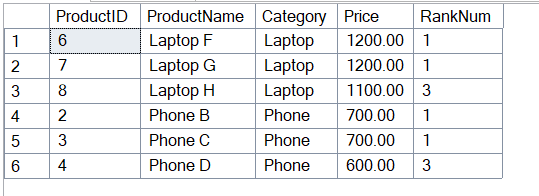 ProductID ProductName Category Price RankNum
1 6 Laptop F Laptop 1200.00 1
2 7 Laptop G Laptop 1200.00 1
3 8 Laptop H Laptop 1100.00 3
4 2 Phone B Phone 700.00 1
5 3 Phone C Phone 700.00 1
6 4 Phone D Phone 600.00 3